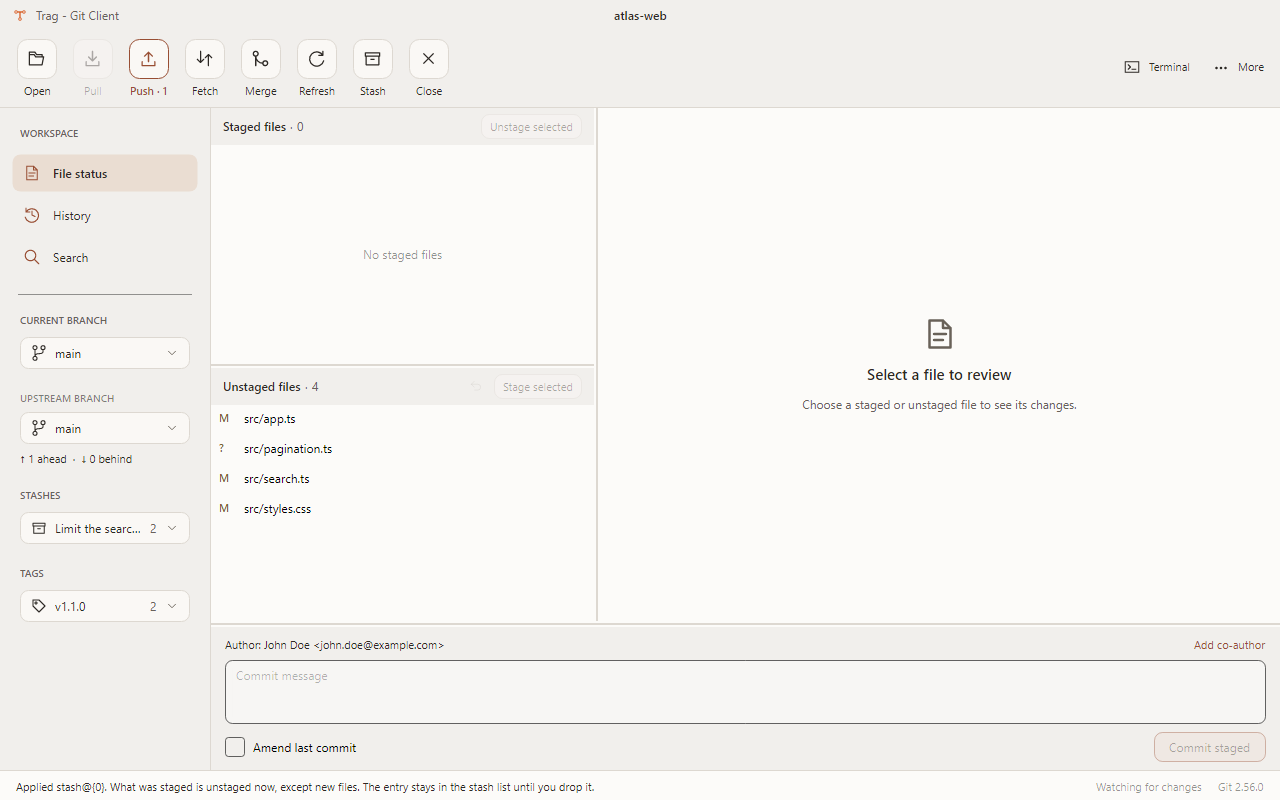 Trag - Git Client
atlas-web
Open
Pull
Push · 1
Fetch
Merge
Refresh
Stash
Close
Terminal
More
WORKSPACE
File status
History
Search
CURRENT BRANCH
main
UPSTREAM BRANCH
main
↑ 1 ahead · ↓ 0 behind
STASHES
Limit the searc... 2
TAGS
v1.1.0 2
Staged files · 0
Unstage selected
No staged files
Unstaged files · 4
Stage selected
M src/app.ts
? src/pagination.ts
M src/search.ts
M src/styles.css
Select a file to review
Choose a staged or unstaged file to see its changes.
Author: John Doe <john.doe@example.com>
Add co-author
Commit message
Amend last commit
Commit staged
Applied stash@{0}. What was staged is unstaged now, except new files. The entry stays in the stash list until you drop it.
Watching for changes
Git 2.56.0